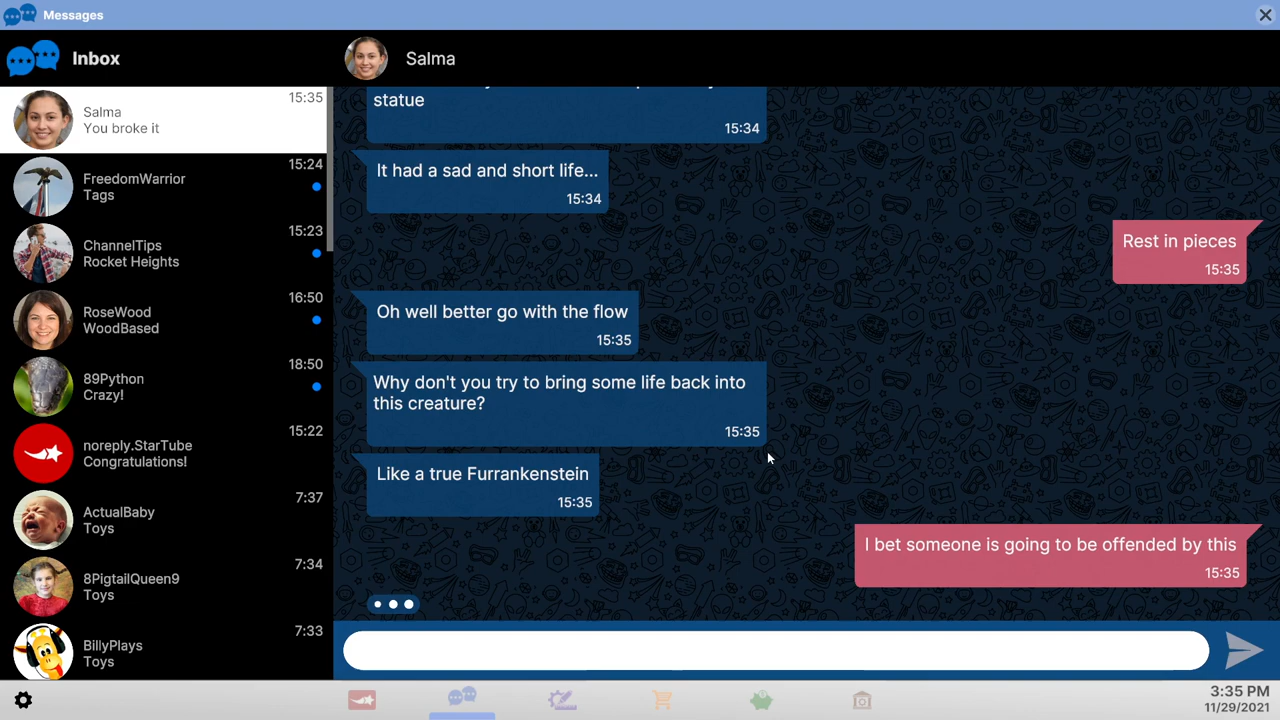 Messages
Inbox
Salma
15:35
Salma
You broke it
15:24
FreedomWarrior
Tags
15:23
ChannelTips
Rocket Heights
16:50
RoseWood
WoodBased
18:50
89Python
Crazy!
15:22
noreply.StarTube
Congratulations!
7:37
ActualBaby
Toys
7:34
8PigtailQueen9
Toys
7:33
BillyPlays
Toys
statue
15:34
It had a sad and short life...
15:34
Rest in pieces
15:35
Oh well better go with the flow
15:35
Why don't you try to bring some life back into
this creature?
15:35
Like a true Furrankenstein
15:35
I bet someone is going to be offended by this
15:35
3:35 PM
11/29/2021